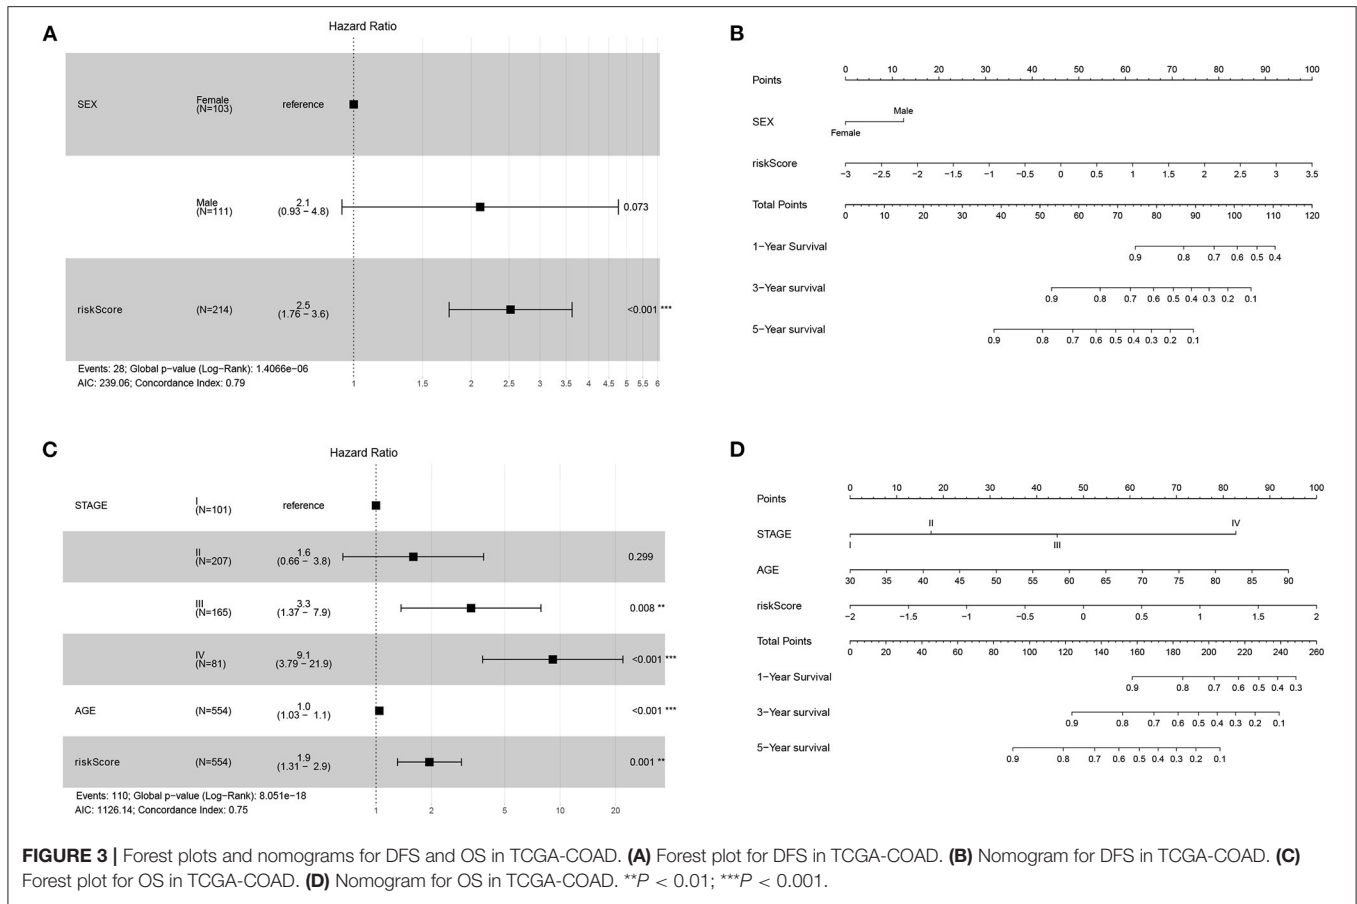 A
Hazard Ratio
SEX
Female
(N=103)
reference
Male
(N=111)
2.1
(0.93 − 4.8)
0.073
riskScore
(N=214)
2.5
(1.76 − 3.6)
<0.001 ***
Events: 28; Global p−value (Log−Rank): 1.4066e−06
AIC: 239.06; Concordance Index: 0.79
1 1.5 2 2.5 3 3.5 4 4.5 5 5.5 6
B
Points
0 10 20 30 40 50 60 70 80 90 100
SEX
Male
Female
riskScore
−3 −2.5 −2 −1.5 −1 −0.5 0 0.5 1 1.5 2 2.5 3 3.5
Total Points
0 10 20 30 40 50 60 70 80 90 100 110 120
1−Year Survival
0.9 0.8 0.7 0.6 0.5 0.4
3−Year survival
0.9 0.8 0.7 0.6 0.5 0.4 0.3 0.2 0.1
5−Year survival
0.9 0.8 0.7 0.6 0.5 0.4 0.3 0.2 0.1
C
Hazard Ratio
STAGE
I
(N=101)
reference
II
(N=207)
1.6
(0.66 − 3.8)
0.299
III
(N=165)
3.3
(1.37 − 7.9)
0.008 **
IV
(N=81)
9.1
(3.79 − 21.9)
<0.001 ***
AGE
(N=554)
1.0
(1.03 − 1.1)
<0.001 ***
riskScore
(N=554)
1.9
(1.31 − 2.9)
0.001 **
Events: 110; Global p−value (Log−Rank): 8.051e−18
AIC: 1126.14; Concordance Index: 0.75
1 2 5 10 20
D
Points
0 10 20 30 40 50 60 70 80 90 100
STAGE
II IV
I III
AGE
30 35 40 45 50 55 60 65 70 75 80 85 90
riskScore
−2 −1.5 −1 −0.5 0 0.5 1 1.5 2
Total Points
0 20 40 60 80 100 120 140 160 180 200 220 240 260
1−Year Survival
0.9 0.8 0.7 0.6 0.5 0.4 0.3
3−Year survival
0.9 0.8 0.7 0.6 0.5 0.4 0.3 0.2 0.1
5−Year survival
0.9 0.8 0.7 0.6 0.5 0.4 0.3 0.2 0.1
FIGURE 3 | Forest plots and nomograms for DFS and OS in TCGA-COAD. (A) Forest plot for DFS in TCGA-COAD. (B) Nomogram for DFS in TCGA-COAD. (C)
Forest plot for OS in TCGA-COAD. (D) Nomogram for OS in TCGA-COAD. **P < 0.01; ***P < 0.001.